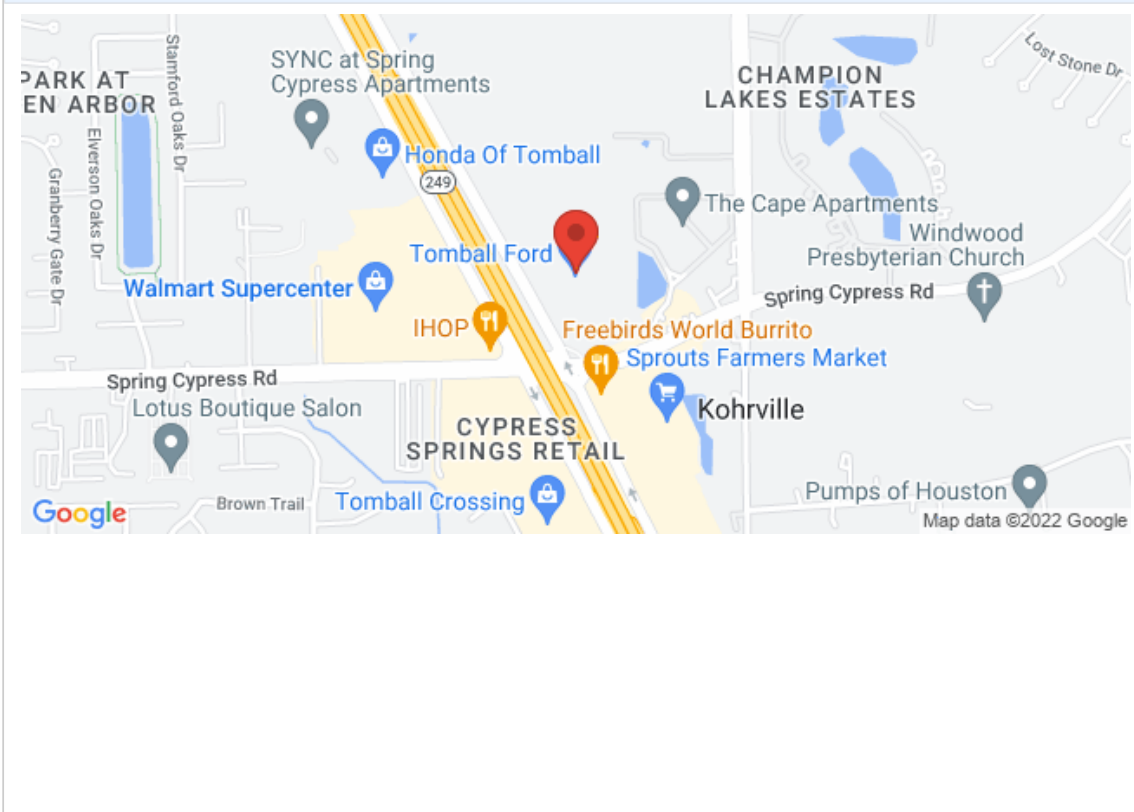 PARK AT
EN ARBOR
Stamford Oaks Dr
Elverson Oaks Dr
Granberry Gate Dr
SYNC at Spring
Cypress Apartments
Honda Of Tomball
249
CHAMPION
LAKES ESTATES
Lost Stone Dr
The Cape Apartments
Windwood
Presbyterian Church
Tomball Ford
Walmart Supercenter
Spring Cypress Rd
IHOP
Freebirds World Burrito
Sprouts Farmers Market
Spring Cypress Rd
Lotus Boutique Salon
Kohrville
CYPRESS
SPRINGS RETAIL
Tomball Crossing
Brown Trail
Pumps of Houston
Google
Map data ©2022 Google